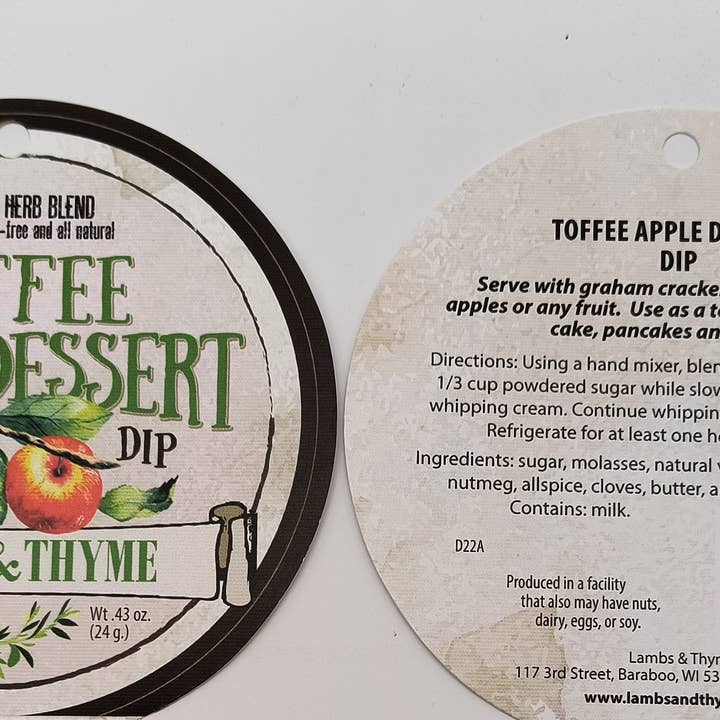 HERB BLEND
-free and all natural
FFEE
DESSERT
DIP
& THYME
Wt .43 oz.
(24 g.)
TOFFEE APPLE D
DIP
Serve with graham cracke
apples or any fruit. Use as a t
cake, pancakes an
Directions: Using a hand mixer, blen
1/3 cup powdered sugar while slow
whipping cream. Continue whippin
Refrigerate for at least one h
Ingredients: sugar, molasses, natural v
nutmeg, allspice, cloves, butter, a
Contains: milk.
D22A
Produced in a facility
that also may have nuts,
dairy, eggs, or soy.
Lambs & Thy
117 3rd Street, Baraboo, WI 53
www.lambsandthy